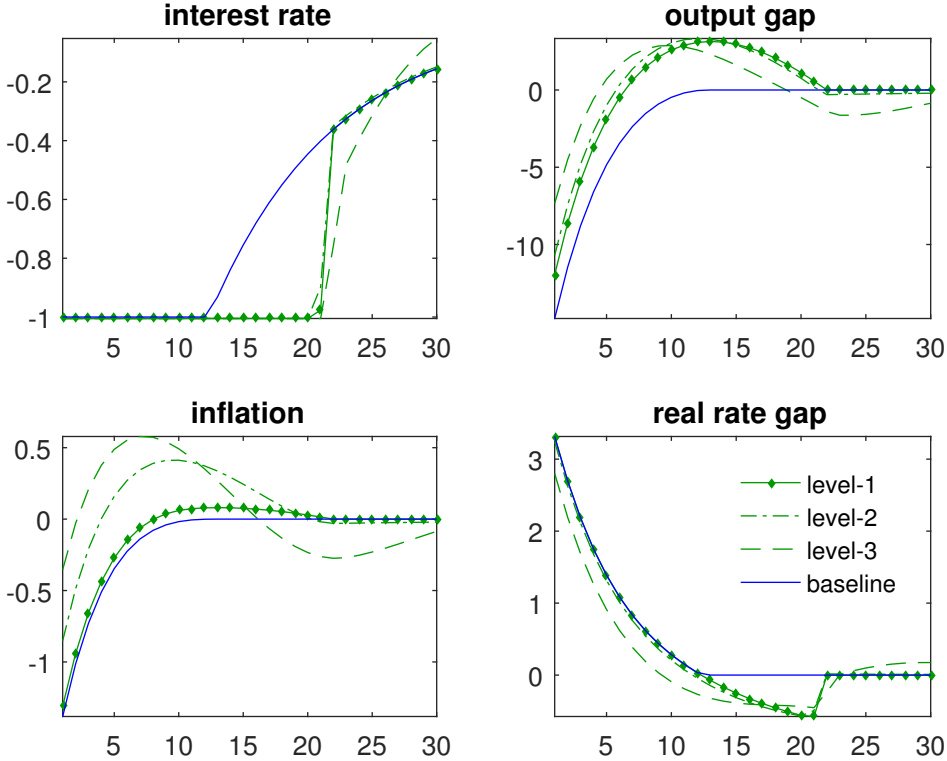 interest rate
-0.2
-0.4
-0.6
-0.8
-1
5 10 15 20 25 30
output gap
0
-5
-10
5 10 15 20 25 30
inflation
0.5
0
-0.5
-1
5 10 15 20 25 30
real rate gap
3
2
1
0
5 10 15 20 25 30
level-1
level-2
level-3
baseline